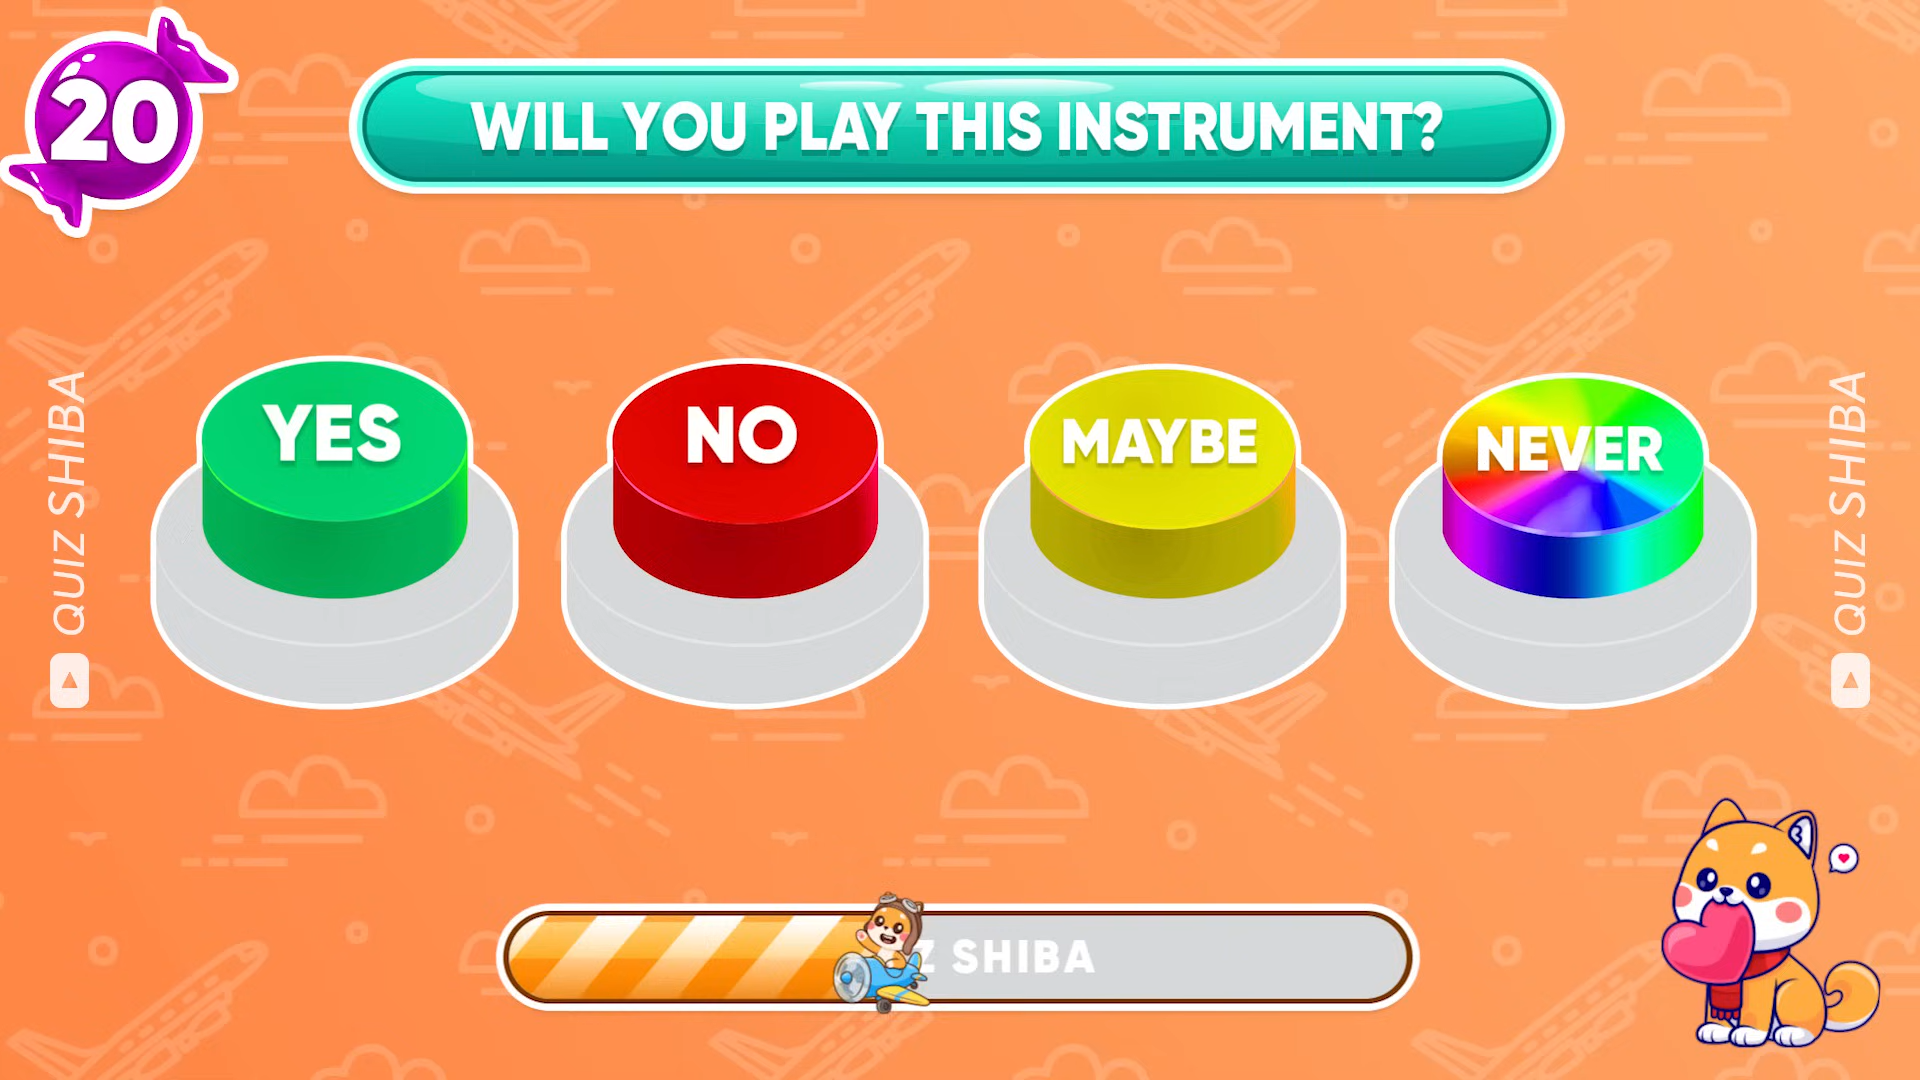 20
WILL YOU PLAY THIS INSTRUMENT?
YES
NO
MAYBE
NEVER
QUIZ SHIBA
QUIZ SHIBA
Z SHIBA